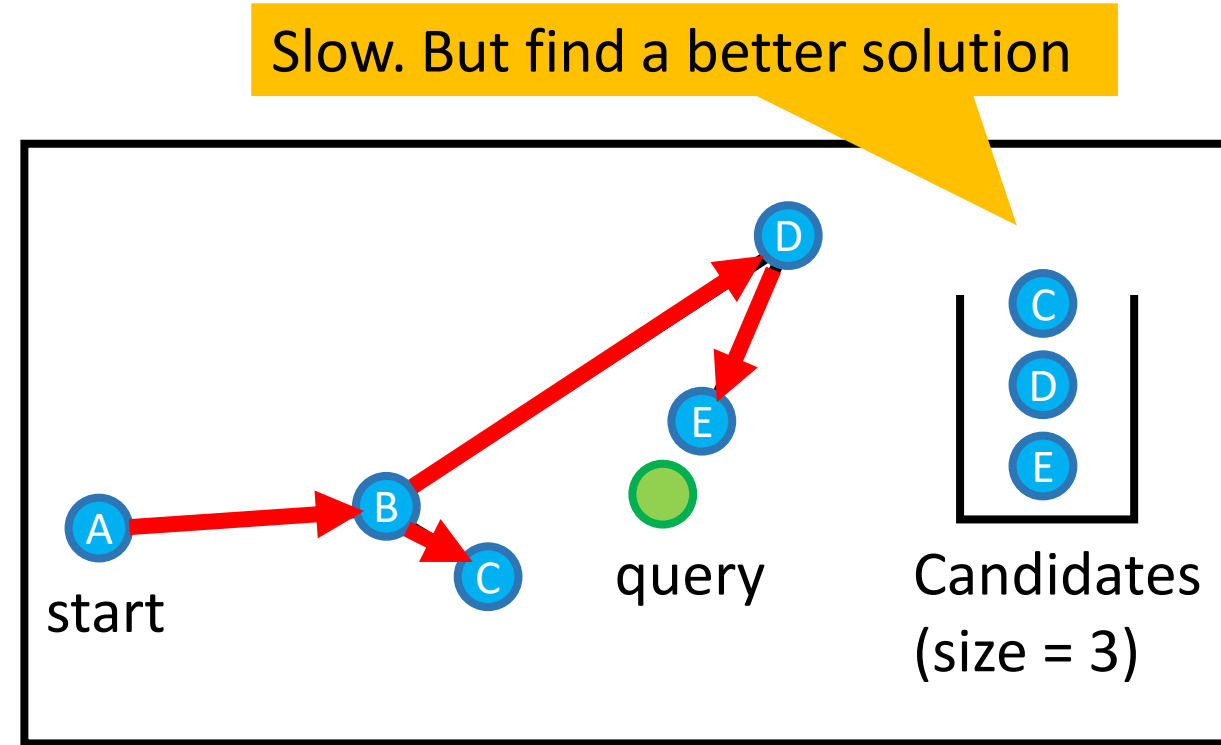 Slow. But find a better solution
D
C
D
E
E
B
A
C
query
start
Candidates
(size = 3)